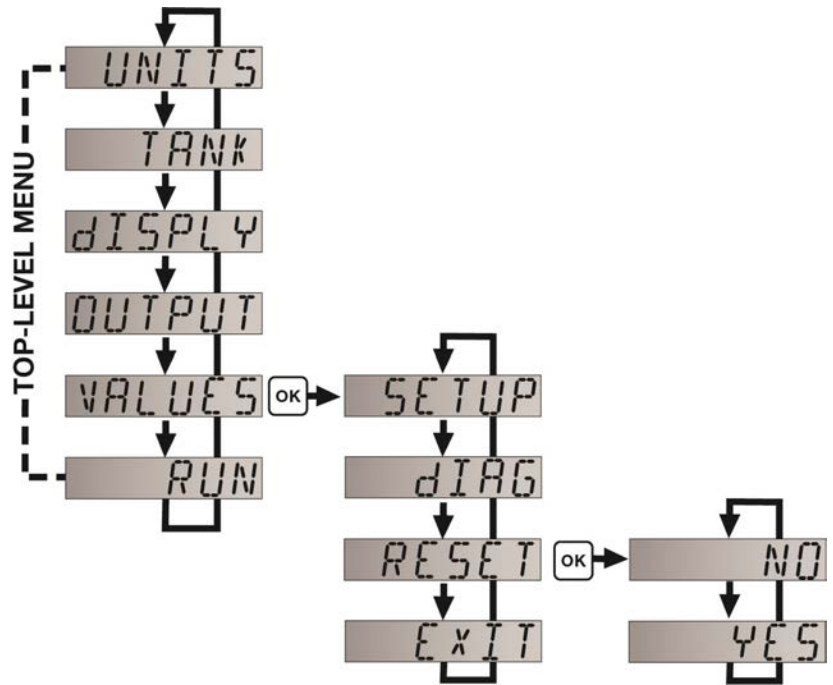 UNITS
TANK
dISPLY
OUTPUT
VALUES OK SETUP
RUN
dIAG
RESET OK NO
ExIT YES
TOP-LEVEL MENU